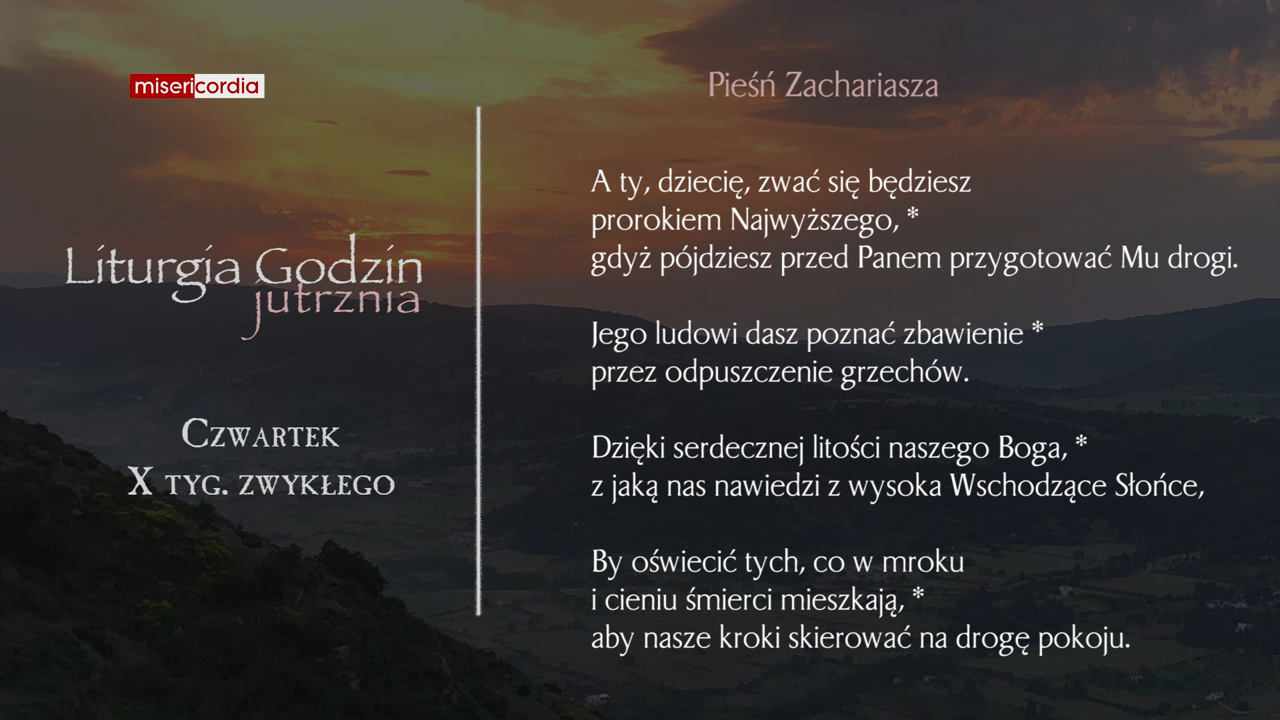 misericordia
Liturgia Godzin
jutrznia
Czwartek
X tyg. zwykłego
Pieśń Zachariasza
A ty, dziecię, zwać się będziesz
prorokiem Najwyższego, *
gdyż pójdziesz przed Panem przygotować Mu drogi.
Jego ludowi dasz poznać zbawienie *
przez odpuszczenie grzechów.
Dzięki serdecznej litości naszego Boga, *
z jaką nas nawiedzi z wysoka Wschodzące Słońce,
By oświecić tych, co w mroku
i cieniu śmierci mieszkają, *
aby nasze kroki skierować na drogę pokoju.